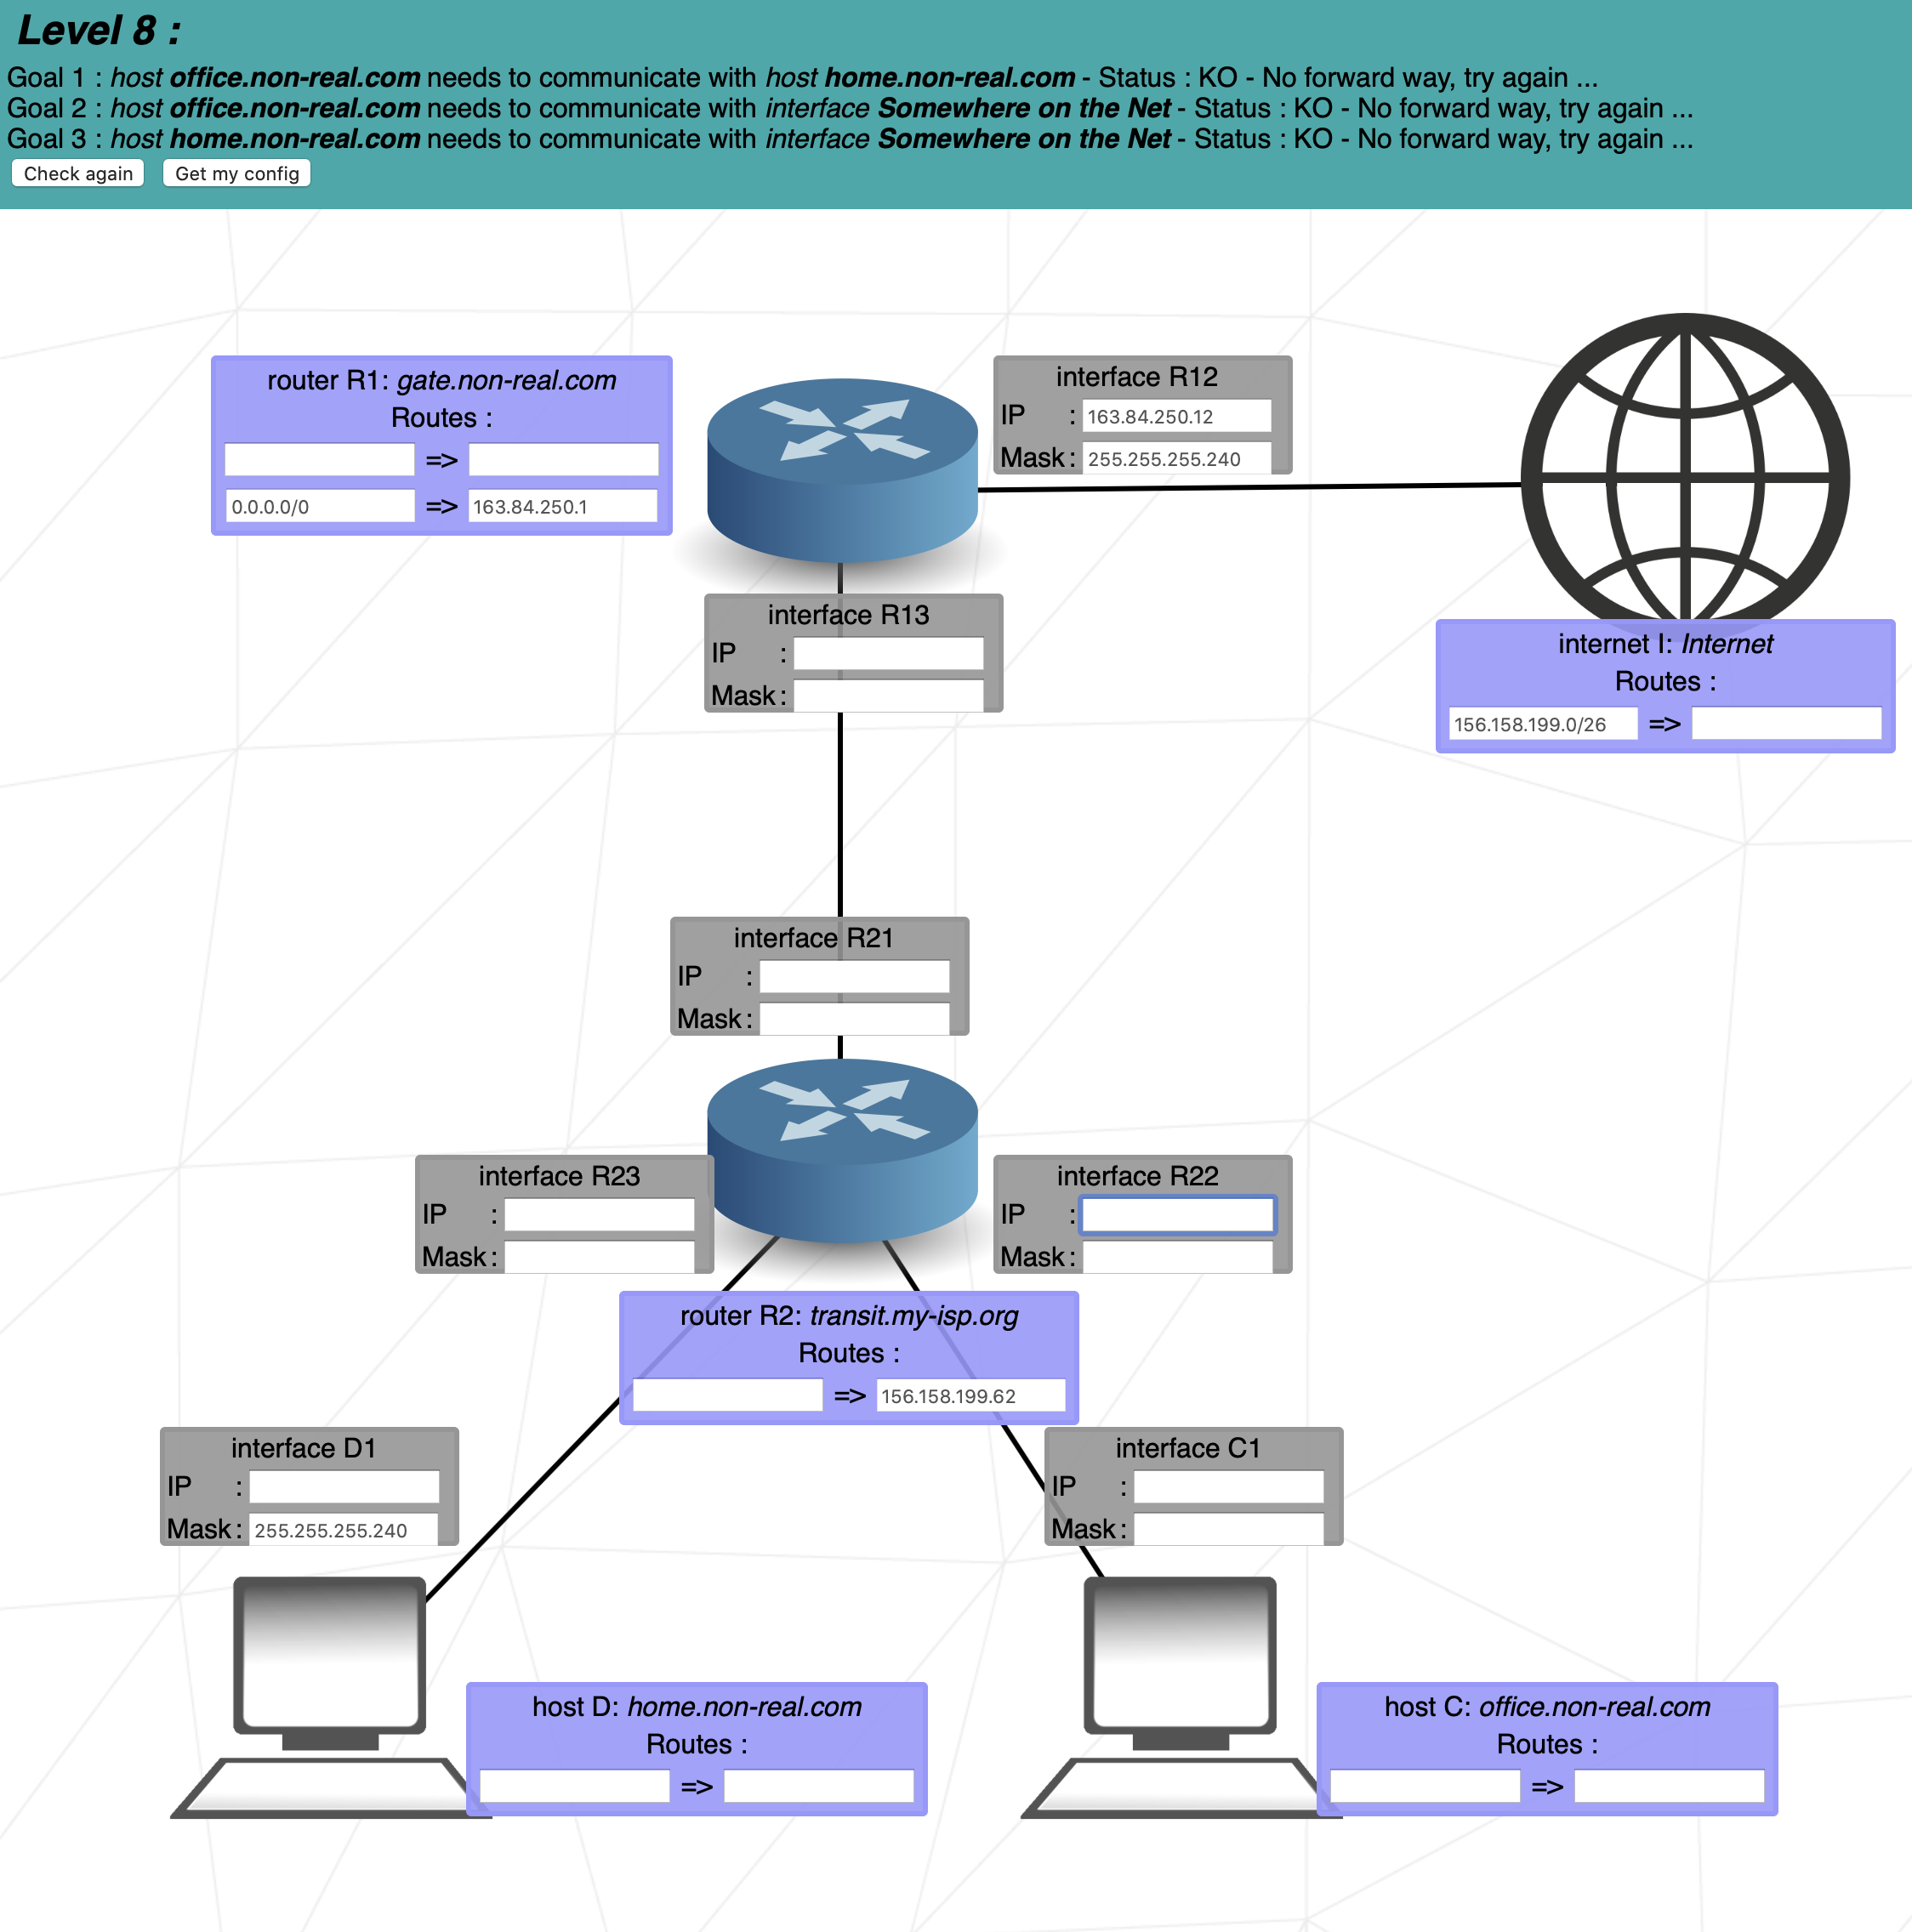 Level 8 :
Goal 1 : host office.non-real.com needs to communicate with host home.non-real.com - Status : KO - No forward way, try again ...
Goal 2 : host office.non-real.com needs to communicate with interface Somewhere on the Net - Status : KO - No forward way, try again ...
Goal 3 : host home.non-real.com needs to communicate with interface Somewhere on the Net - Status : KO - No forward way, try again ...
Check again Get my config
router R1: gate.non-real.com
Routes :
=>
0.0.0.0/0 => 163.84.250.1
interface R12
IP : 163.84.250.12
Mask : 255.255.255.240
interface R13
IP :
Mask :
internet I: Internet
Routes :
156.158.199.0/26 =>
interface R21
IP :
Mask :
interface R23
IP :
Mask :
interface R22
IP :
Mask :
router R2: transit.my-isp.org
Routes :
=> 156.158.199.62
interface D1
IP :
Mask : 255.255.255.240
interface C1
IP :
Mask :
host D: home.non-real.com
Routes :
=>
host C: office.non-real.com
Routes :
=>